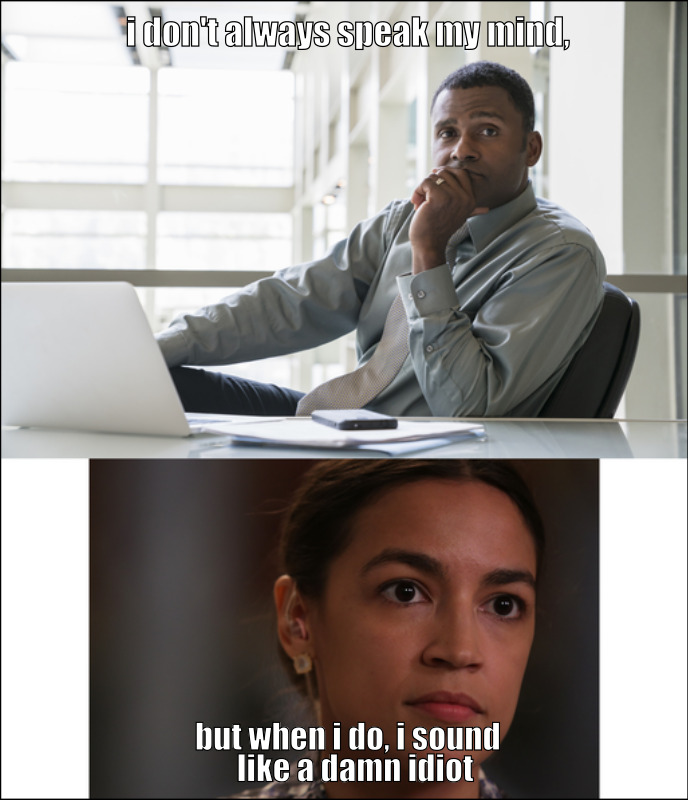 i don't always speak my mind,
but when i do, i sound
like a damn idiot